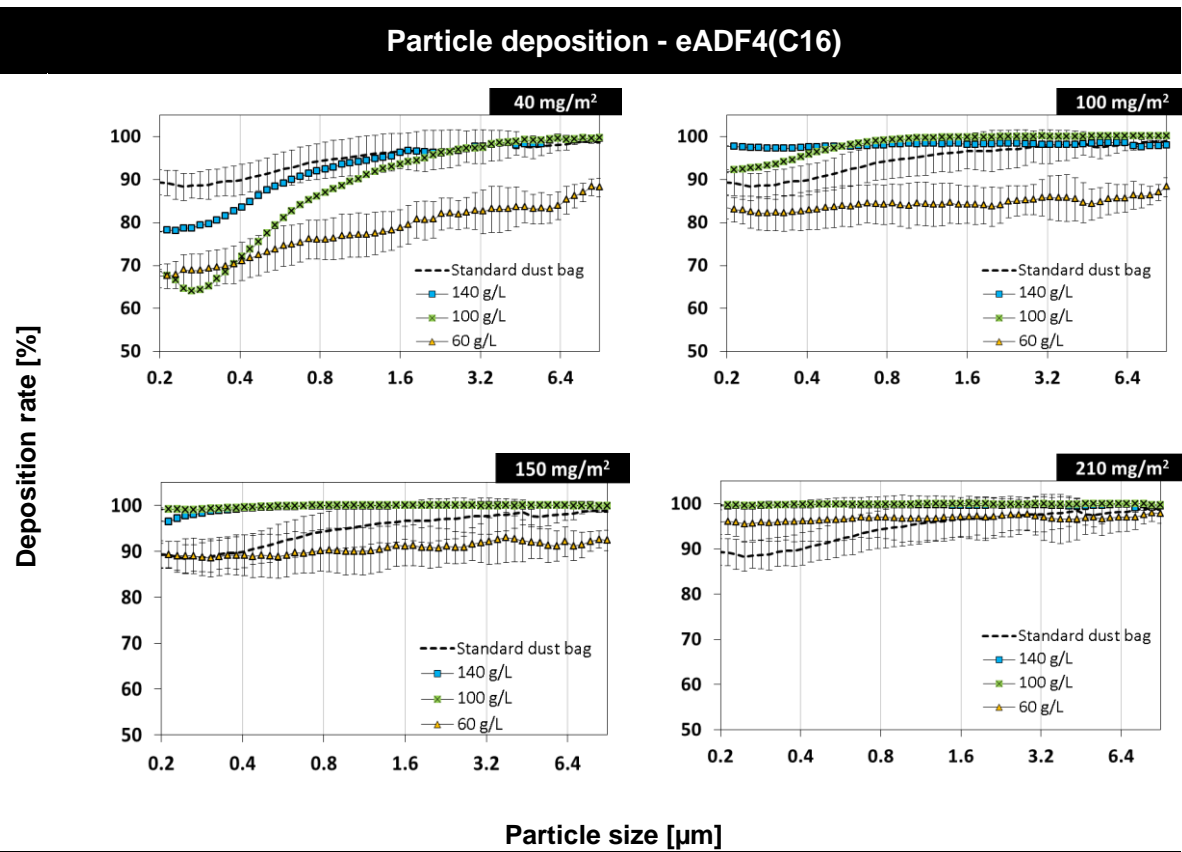 Particle deposition - eADF4(C16)
Deposition rate [%]
40 mg/m²
100
90
80
70
60
50
Standard dust bag
140 g/L
100 g/L
60 g/L
0.2 0.4 0.8 1.6 3.2 6.4
100 mg/m²
100
90
80
70
60
50
Standard dust bag
140 g/L
100 g/L
60 g/L
0.2 0.4 0.8 1.6 3.2 6.4
150 mg/m²
100
90
80
70
60
50
Standard dust bag
140 g/L
100 g/L
60 g/L
0.2 0.4 0.8 1.6 3.2 6.4
210 mg/m²
100
90
80
70
60
50
Standard dust bag
140 g/L
100 g/L
60 g/L
0.2 0.4 0.8 1.6 3.2 6.4
Particle size [µm]